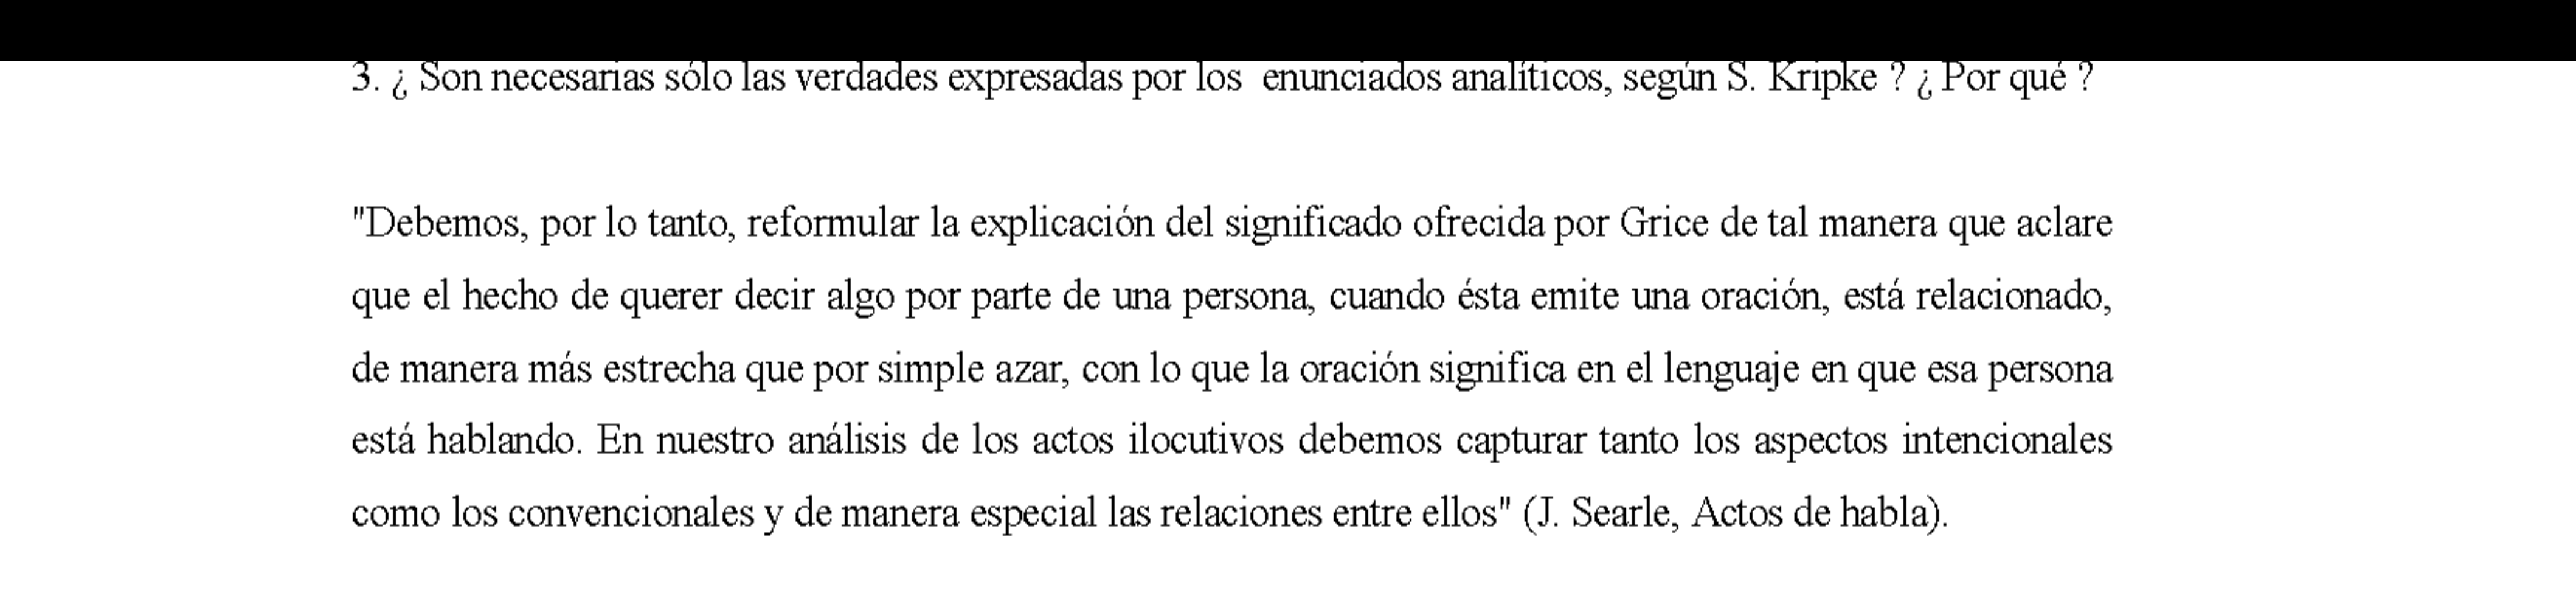 3. ¿ Son necesarias sólo las verdades expresadas por los  enunciados analíticos, según S. Kripke ? ¿ Por qué ?
"Debemos, por lo tanto, reformular la explicación del significado ofrecida por Grice de tal manera que aclare
que el hecho de querer decir algo por parte de una persona, cuando ésta emite una oración, está relacionado,
de manera más estrecha que por simple azar, con lo que la oración significa en el lenguaje en que esa persona
está hablando. En nuestro análisis de los actos ilocutivos debemos capturar tanto los aspectos intencionales
como los convencionales y de manera especial las relaciones entre ellos" (J. Searle, Actos de habla).